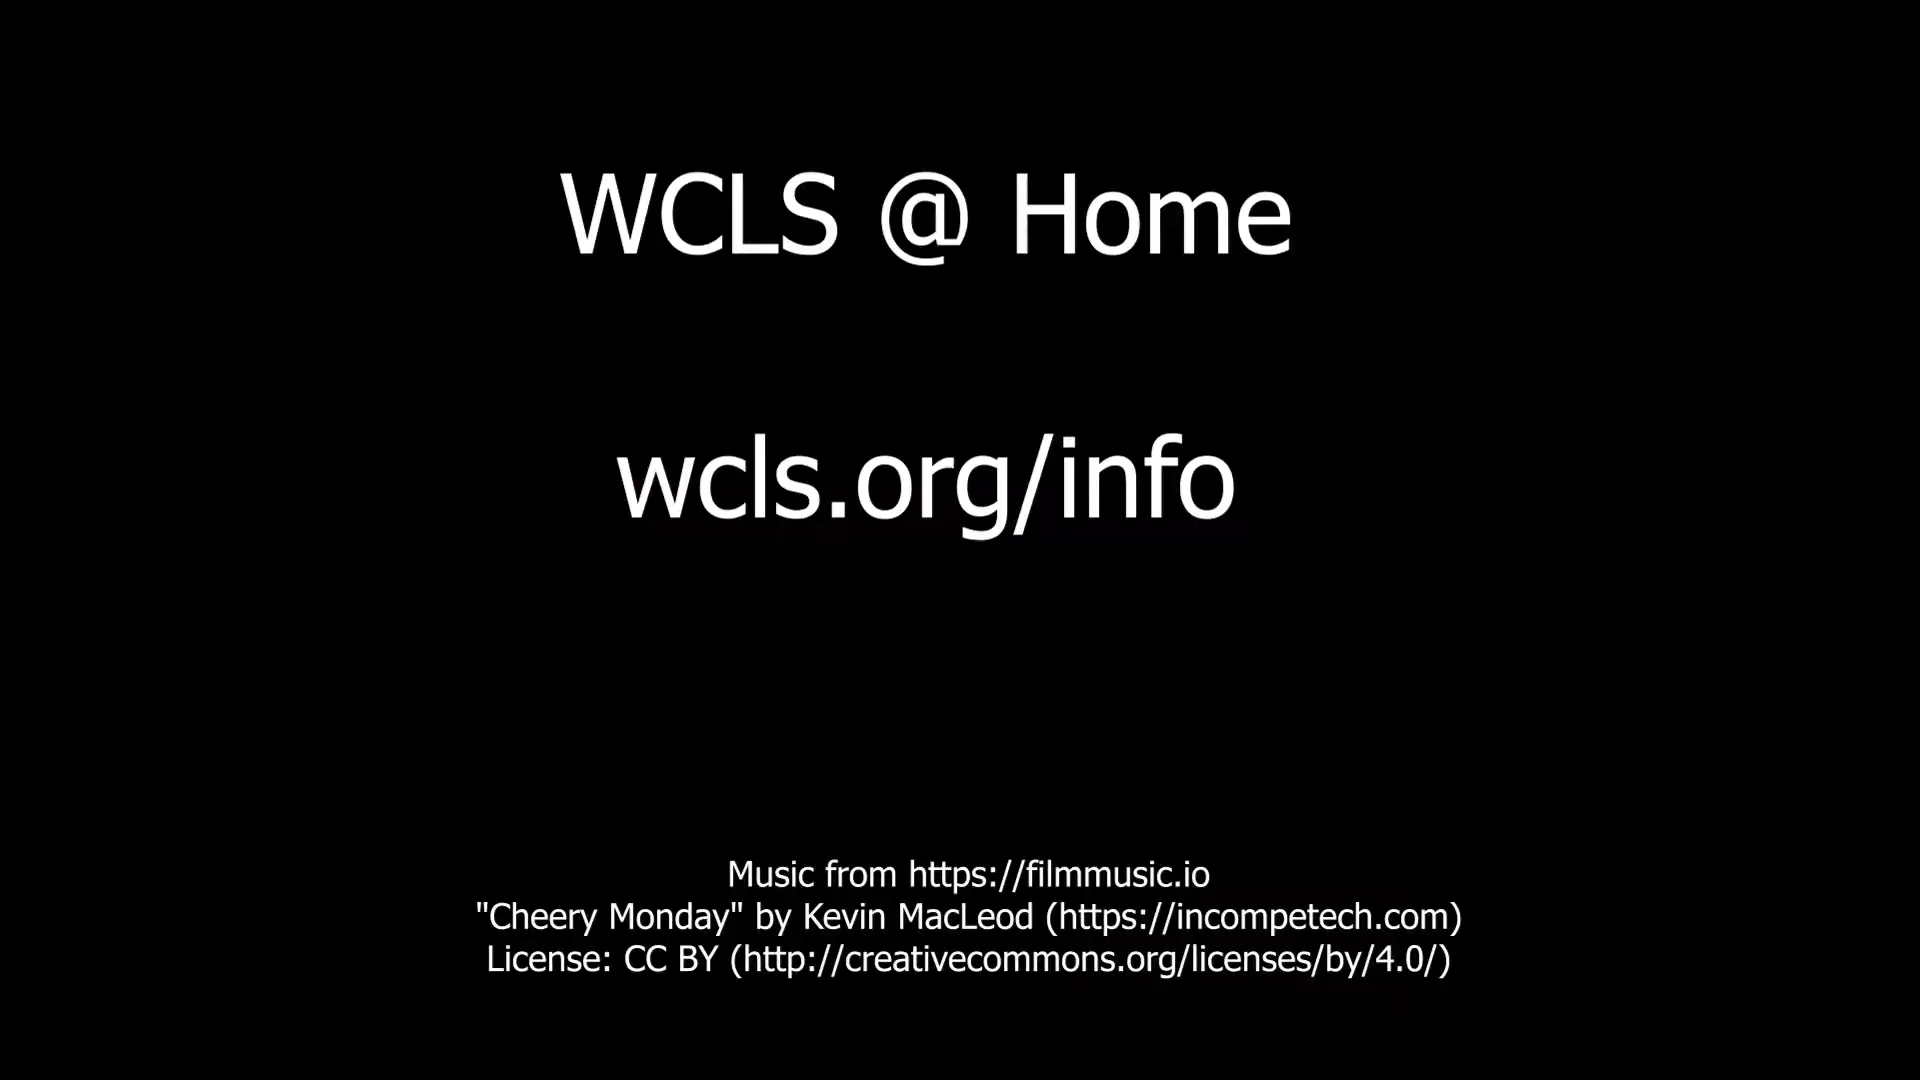 WCLS @ Home
wcls.org/info
Music from https://filmmusic.io
"Cheery Monday" by Kevin MacLeod (https://incompetech.com)
License: CC BY (http://creativecommons.org/licenses/by/4.0/)